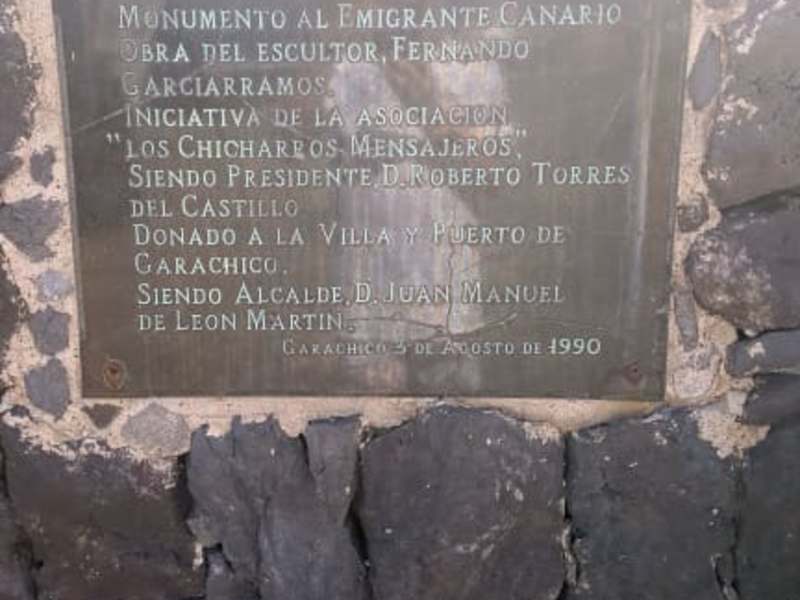 Monumento al Emigrante Canario
Obra del escultor, Fernando
Garciarramos.
Iniciativa de la asociacion
"Los Chicharros Mensajeros",
Siendo Presidente, D. Roberto Torres
del Castillo
Donado a la Villa y Puerto de
Garachico.
Siendo Alcalde, D. Juan Manuel
de Leon Martin.
Garachico 5 de Agosto de 1990